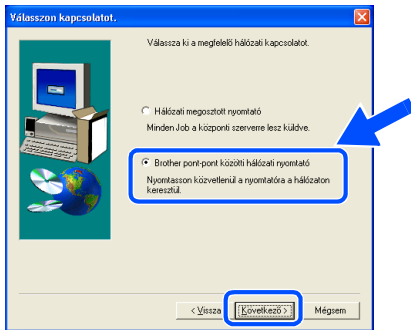 Válasszon kapcsolatot.
Válassza ki a megfelelő hálózati kapcsolatot.
Hálózati megosztott nyomtató
Minden Job a központi szerverre lesz küldve.
Brother pont-pont közötti hálózati nyomtató
Nyomtasson közvetlenül a nyomtatóra a hálózaton
keresztül.
< Vissza Következő > Mégsem